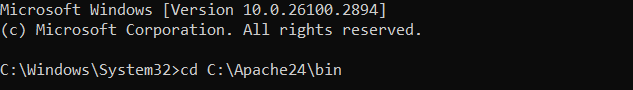 Microsoft Windows [Version 10.0.26100.2894]
(c) Microsoft Corporation. All rights reserved.
C:\Windows\System32>cd C:\Apache24\bin